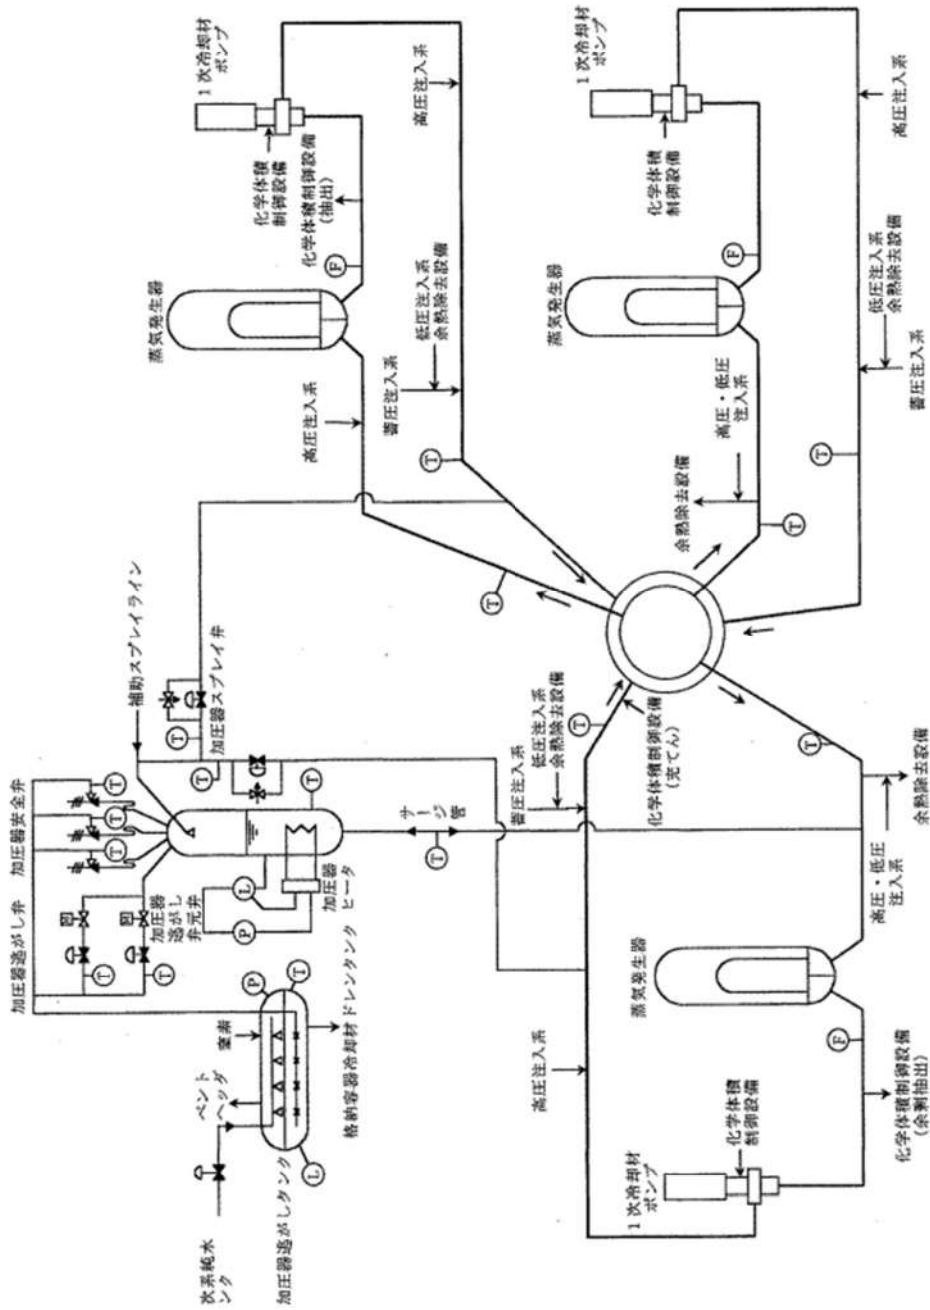 加圧器逃がし弁
加圧器安全弁
補助スプレイライン
T
T
T
T
T
加圧器
逃がし
弁元弁
T
加圧器スプレイ弁
T
T
P
L
加圧器
ヒータ
サージ管
T
次系純水
ンク
ベント
ヘッダ
窒素
P
T
L
加圧器逃がしタンク
格納容器冷却材ドレンタンク
蒸気発生器
F
1次冷却材
ポンプ
化学体積
制御設備
化学体積制御設備
(抽出)
高圧注入系
高圧注入系
蓄圧注入系
低圧注入系
余熱除去設備
T
T
蒸気発生器
F
1次冷却材
ポンプ
化学体積
制御設備
高圧・低圧
注入系
余熱除去設備
T
T
高圧注入系
低圧注入系
余熱除去設備
蓄圧注入系
蓄圧注入系
低圧注入系
余熱除去設備
T
化学体積制御設備
(充てん)
T
高圧注入系
蒸気発生器
F
1次冷却材
ポンプ
化学体積
制御設備
化学体積制御設備
(余剰抽出)
高圧・低圧
注入系
余熱除去設備